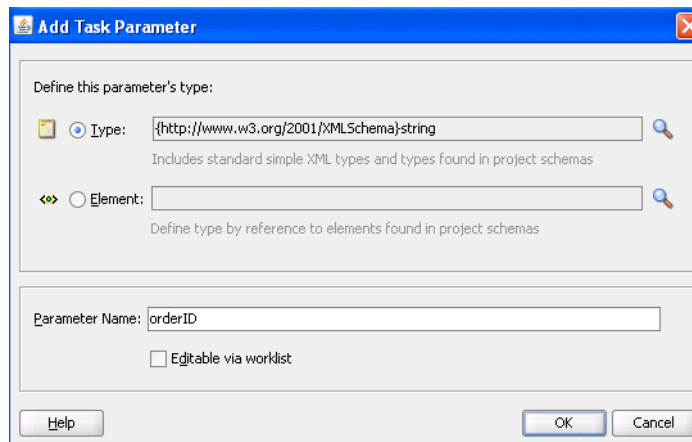 Add Task Parameter
Define this parameter's type:
Type: {http://www.w3.org/2001/XMLSchema}string
Includes standard simple XML types and types found in project schemas
Element:
Define type by reference to elements found in project schemas
Parameter Name: orderID
Editable via worklist
Help OK Cancel